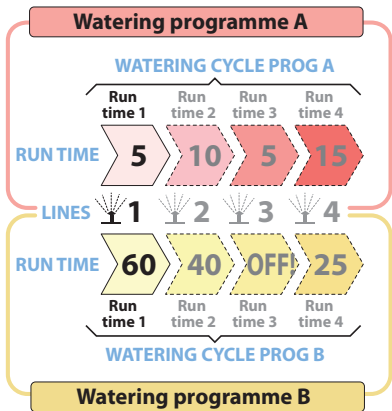 Watering programme A
WATERING CYCLE PROG A
Run time 1 Run time 2 Run time 3 Run time 4
RUN TIME 5 10 5 15
LINES 1 2 3 4
RUN TIME 60 40 OFF! 25
Run time 1 Run time 2 Run time 3 Run time 4
WATERING CYCLE PROG B
Watering programme B